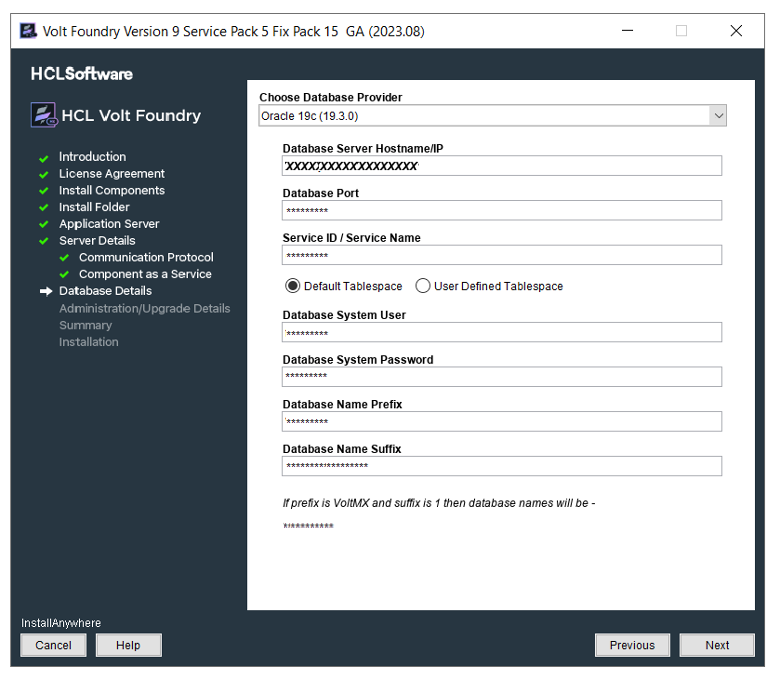 Volt Foundry Version 9 Service Pack 5 Fix Pack 15 GA (2023.08)
HCLSoftware
HCL Volt Foundry
Introduction
License Agreement
Install Components
Install Folder
Application Server
Server Details
Communication Protocol
Component as a Service
Database Details
Administration/Upgrade Details
Summary
Installation
Choose Database Provider
Oracle 19c (19.3.0)
Database Server Hostname/IP
Database Port
*********
Service ID / Service Name
*********
Default Tablespace User Defined Tablespace
Database System User
*********
Database System Password
*********
Database Name Prefix
*********
Database Name Suffix
If prefix is VoltMX and suffix is 1 then database names will be -
InstallAnywhere
Cancel Help Previous Next